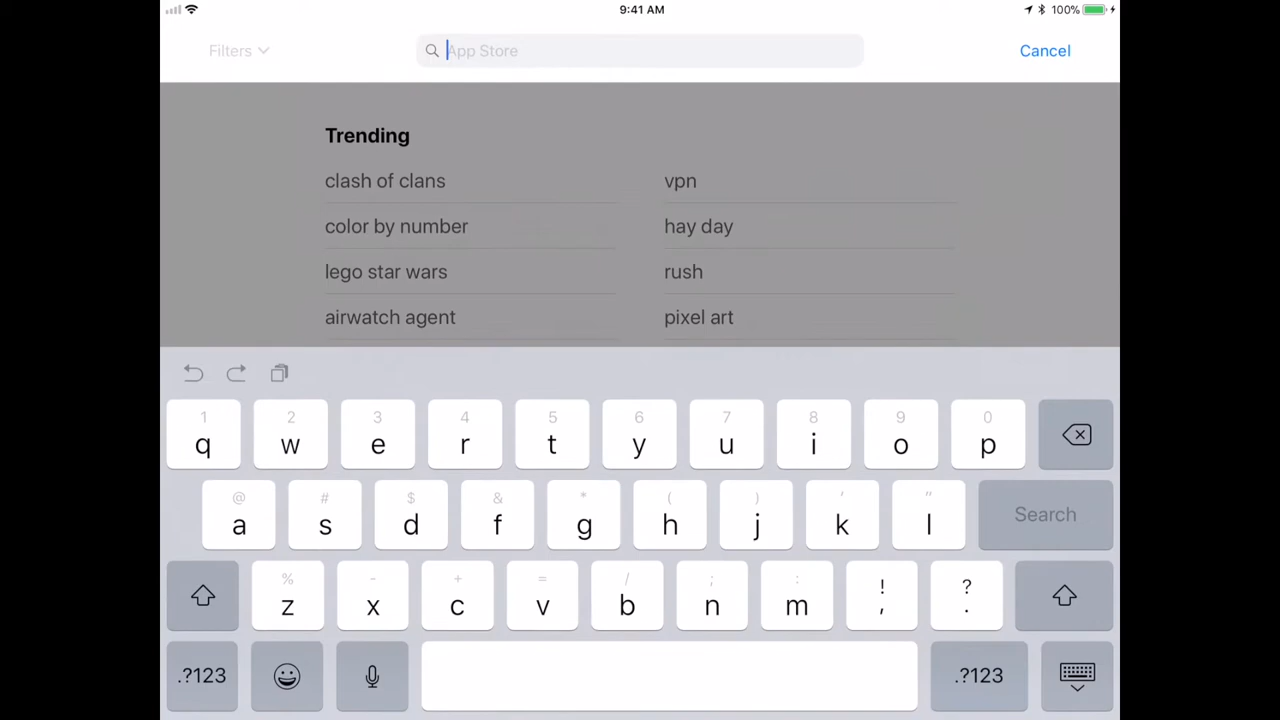 9:41 AM
100%
Filters
App Store
Cancel
Trending
clash of clans
vpn
color by number
hay day
lego star wars
rush
airwatch agent
pixel art
1 2 3 4 5 6 7 8 9 0
q w e r t y u i o p
@ # $ & * ( ) ' "
a s d f g h j k l Search
% - + = / ; : ! ?
z x c v b n m , .
.?123 .?123